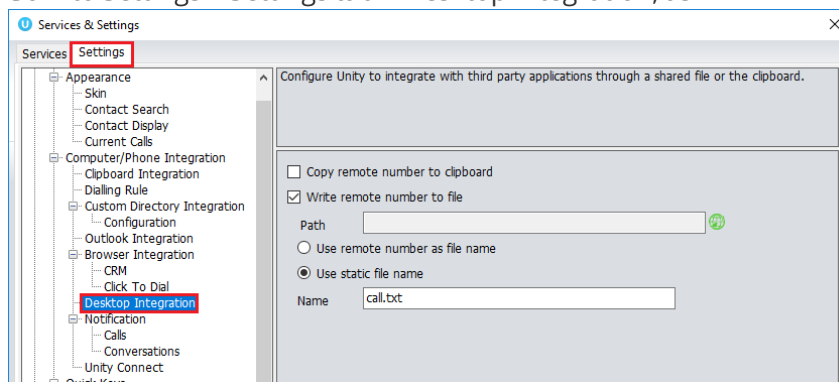 Services & Settings
Services Settings
Appearance
Skin
Contact Search
Contact Display
Current Calls
Computer/Phone Integration
Clipboard Integration
Dialling Rule
Custom Directory Integration
Configuration
Outlook Integration
Browser Integration
CRM
Click To Dial
Desktop Integration
Notification
Calls
Conversations
Unity Connect
Configure Unity to integrate with third party applications through a shared file or the clipboard.
Copy remote number to clipboard
Write remote number to file
Path
Use remote number as file name
Use static file name
Name call.txt